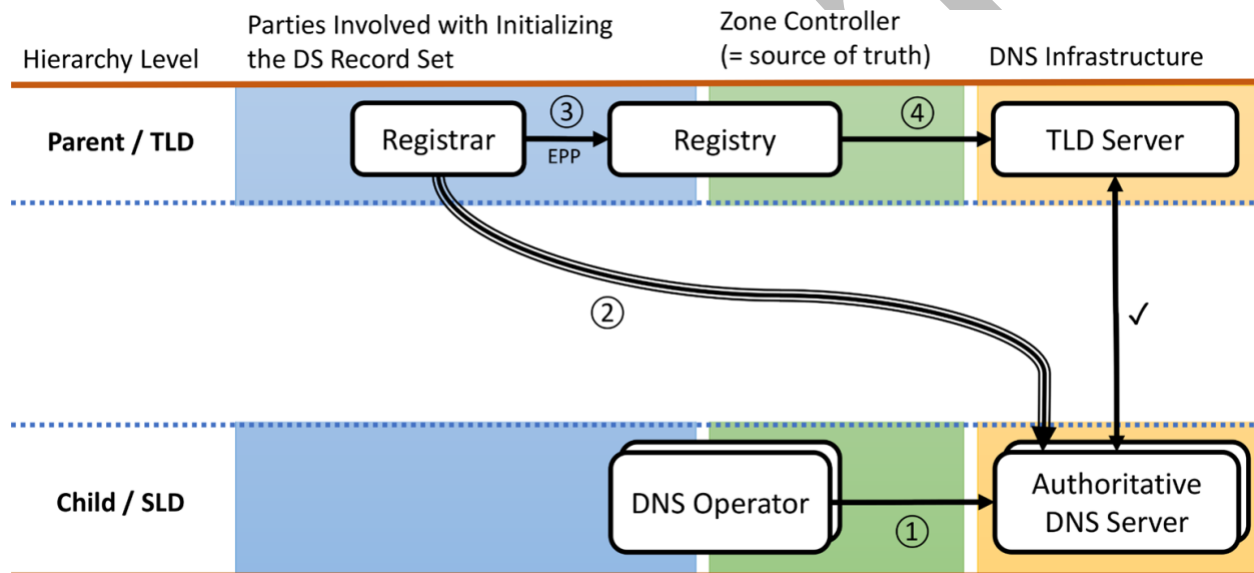 Hierarchy Level
Parties Involved with Initializing
the DS Record Set
Zone Controller
(= source of truth)
DNS Infrastructure
Parent / TLD
Registrar
③
EPP
Registry
④
TLD Server
②
✓
Child / SLD
DNS Operator
①
Authoritative
DNS Server